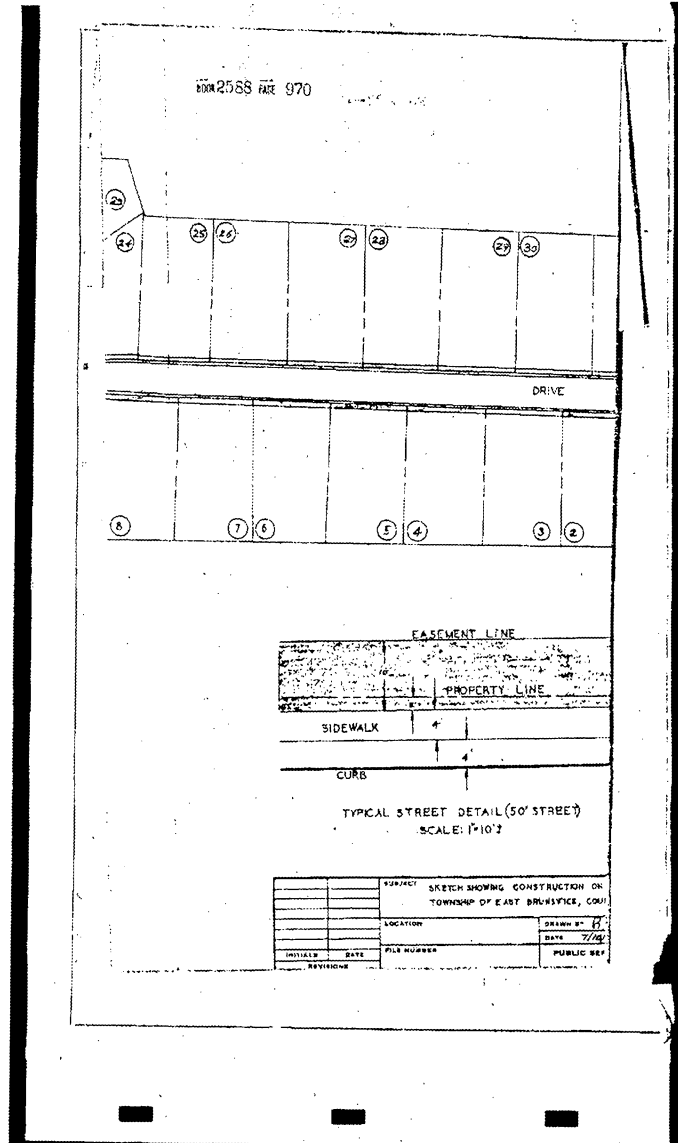 BOOK 2588 PAGE 970
23
24
25 26
27 28
29 30
DRIVE
8
7 6
5 4
3 2
EASEMENT LINE
PROPERTY LINE
SIDEWALK
4'
4'
CURB
TYPICAL STREET DETAIL (50' STREET)
SCALE: 1"=10'±
SUBJECT SKETCH SHOWING CONSTRUCTION ON
TOWNSHIP OF EAST BRUNSWICK, COU
LOCATION
DRAWN BY
DATE
INITIALS DATE
REVISIONS
FILE NUMBER
PUBLIC SER